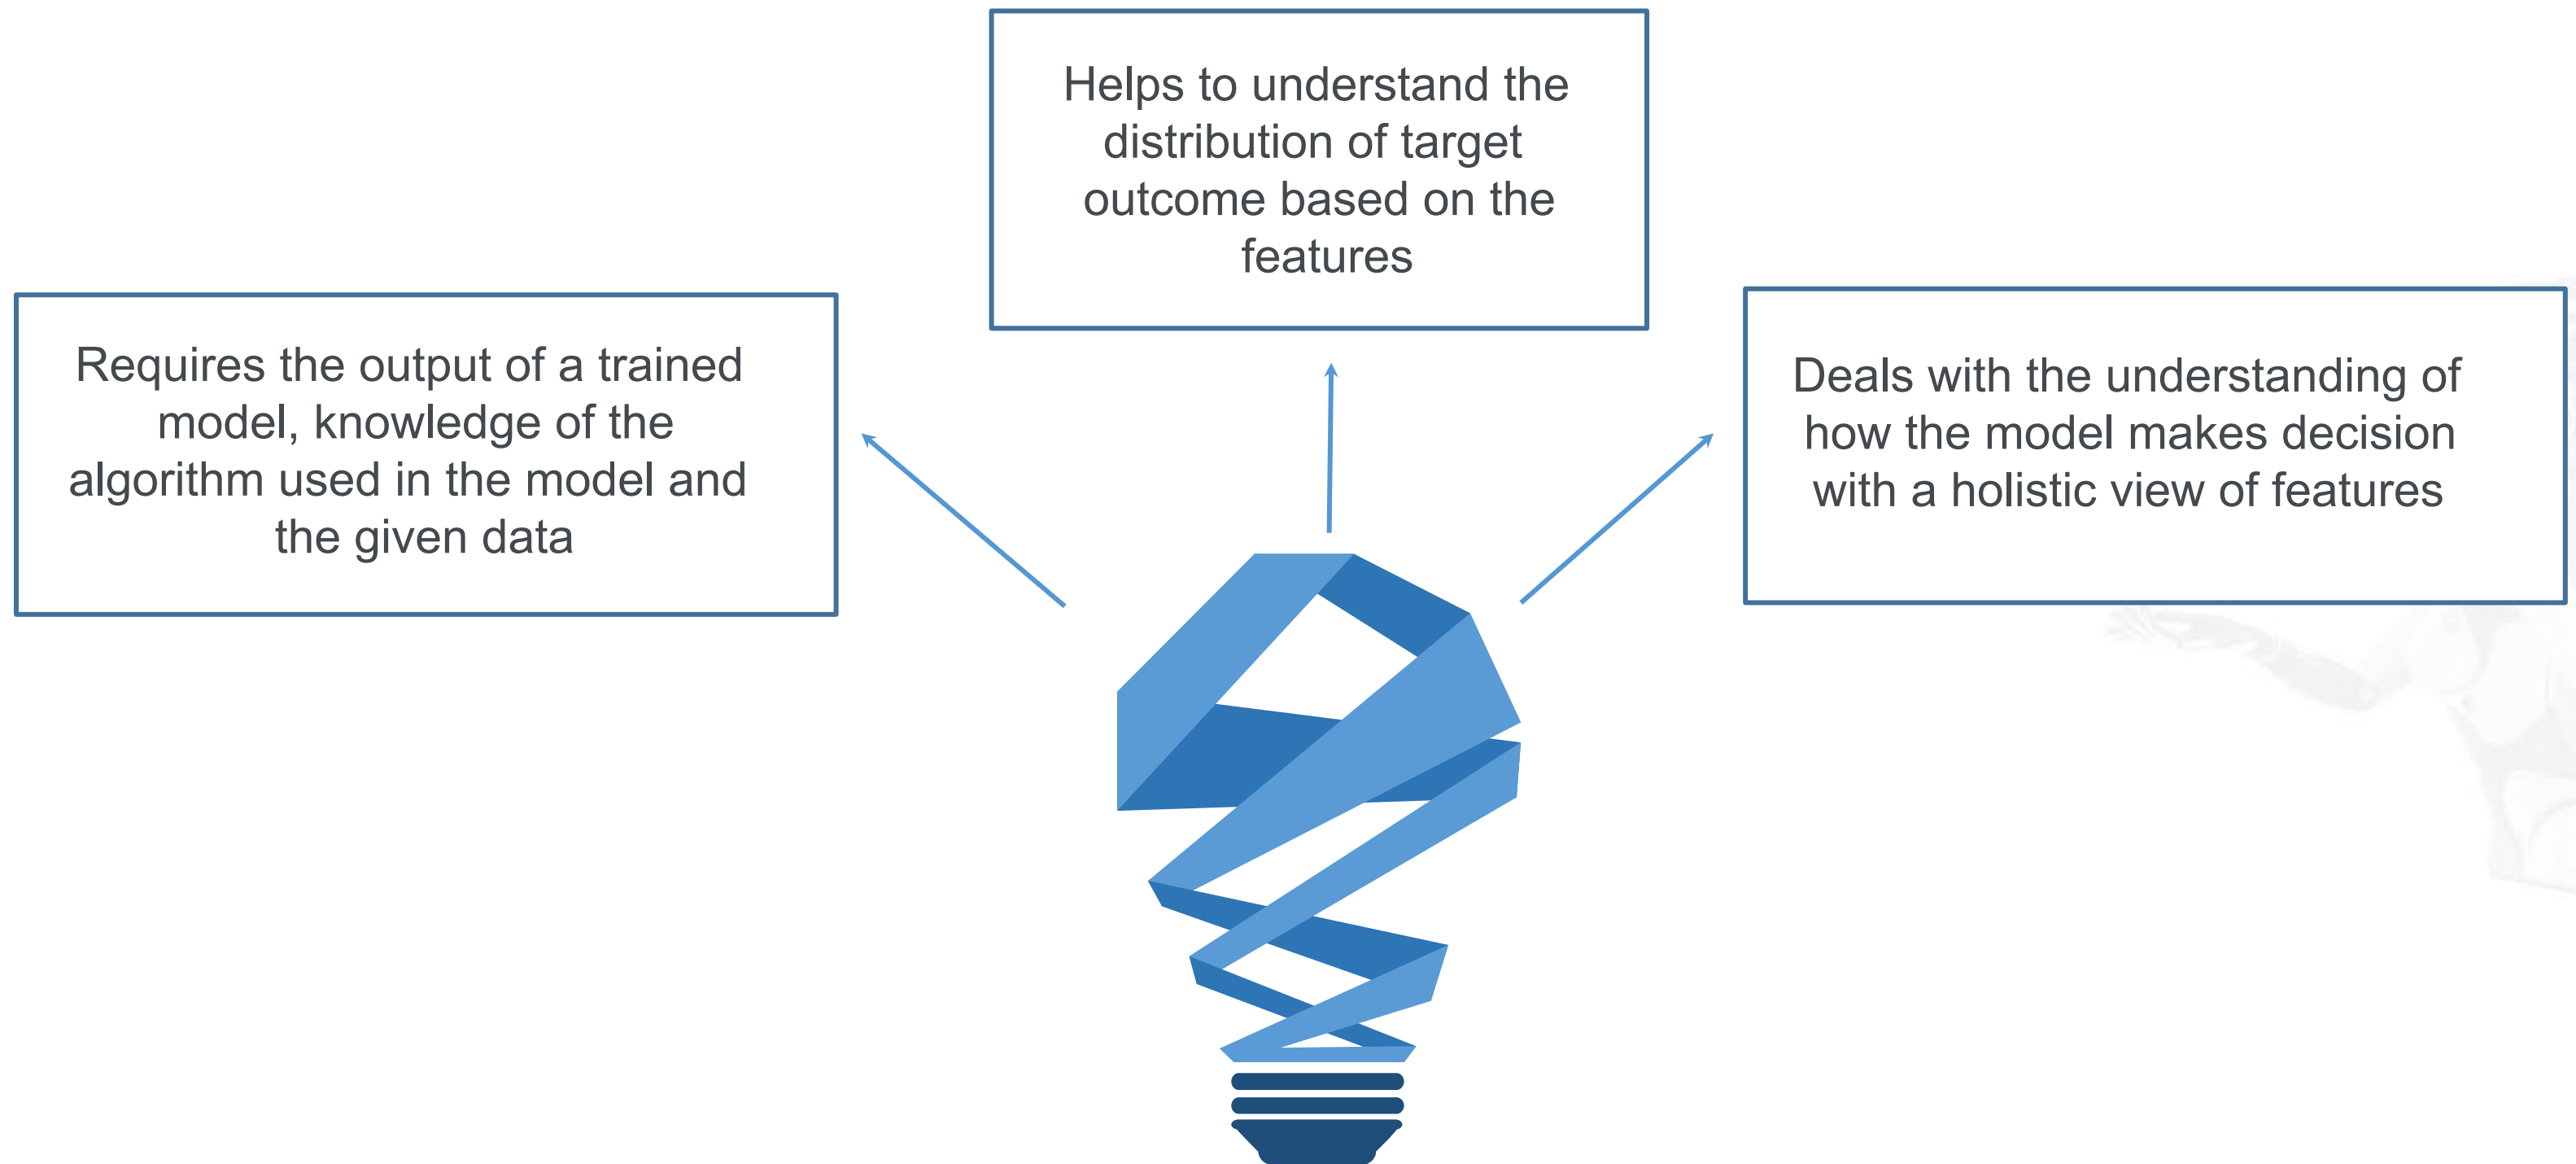 Helps to understand the
distribution of target
outcome based on the
features
Requires the output of a trained
model, knowledge of the
algorithm used in the model and
the given data
Deals with the understanding of
how the model makes decision
with a holistic view of features